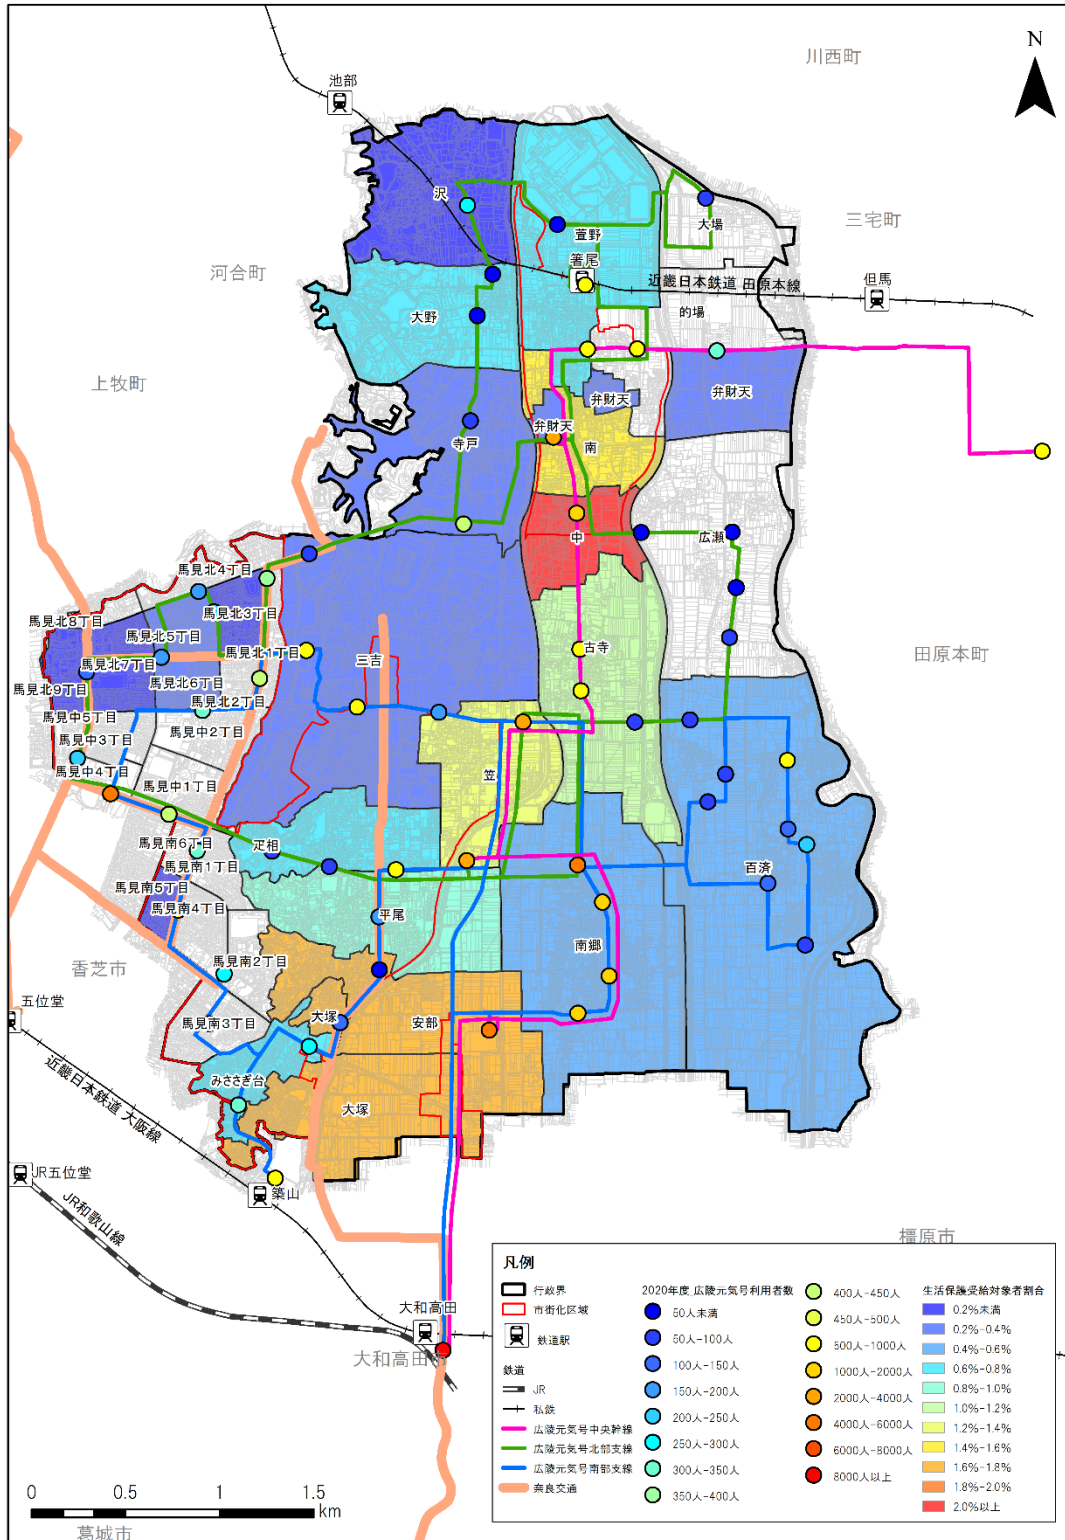 N
川西町
池部
沢
大場
萱野
三宅町
箸尾
河合町
近畿日本鉄道 田原本線
但馬
大野
的場
上牧町
弁財天
弁財天
弁財天
寺戸
南
中
広瀬
馬見北4丁目
馬見北3丁目
馬見北8丁目
馬見北5丁目
古寺
馬見北1丁目
三吉
田原本町
馬見北7丁目
馬見北6丁目
馬見北9丁目
馬見北2丁目
馬見中5丁目
馬見中2丁目
馬見中3丁目
馬見中4丁目
笠
馬見中1丁目
馬見南6丁目
疋相
馬見南1丁目
百済
馬見南5丁目
馬見南4丁目
平尾
南郷
香芝市
馬見南2丁目
五位堂
馬見南3丁目
大塚
安部
みささぎ台
近畿日本鉄道 大阪線
大塚
JR五位堂
築山
JR和歌山線
橿原市
大和高田
大和高田市
凡例
行政界
市街化区域
鉄道駅
鉄道
JR
私鉄
広陵元気号中央幹線
広陵元気号北部支線
広陵元気号南部支線
奈良交通
2020年度 広陵元気号利用者数
50人未満
50人-100人
100人-150人
150人-200人
200人-250人
250人-300人
300人-350人
350人-400人
400人-450人
450人-500人
500人-1000人
1000人-2000人
2000人-4000人
4000人-6000人
6000人-8000人
8000人以上
生活保護受給対象者割合
0.2%未満
0.2%-0.4%
0.4%-0.6%
0.6%-0.8%
0.8%-1.0%
1.0%-1.2%
1.2%-1.4%
1.4%-1.6%
1.6%-1.8%
1.8%-2.0%
2.0%以上
0 0.5 1 1.5
km
葛城市